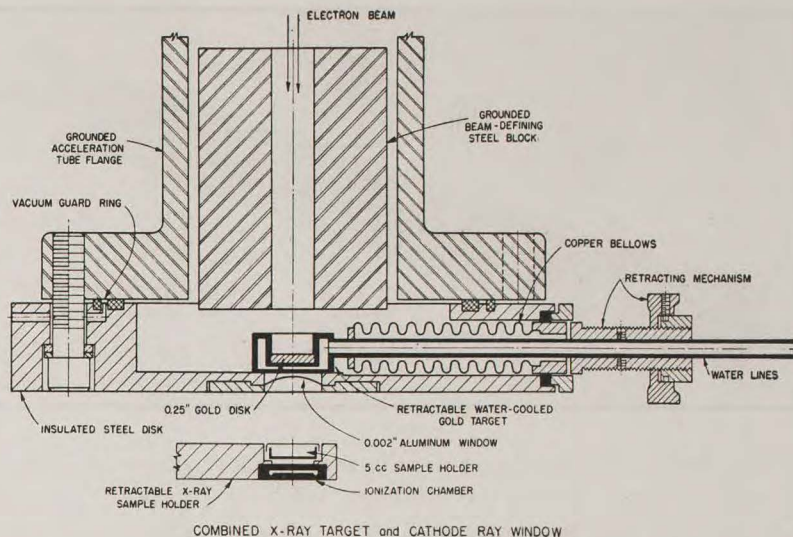 ELECTRON BEAM
GROUNDED
BEAM-DEFINING
STEEL BLOCK
GROUNDED
ACCELERATION
TUBE FLANGE
VACUUM GUARD RING
COPPER BELLOWS
RETRACTING MECHANISM
WATER LINES
0.25" GOLD DISK
RETRACTABLE WATER-COOLED
GOLD TARGET
INSULATED STEEL DISK
0.002" ALUMINUM WINDOW
5 cc SAMPLE HOLDER
RETRACTABLE X-RAY
SAMPLE HOLDER
IONIZATION CHAMBER
COMBINED X-RAY TARGET and CATHODE RAY WINDOW